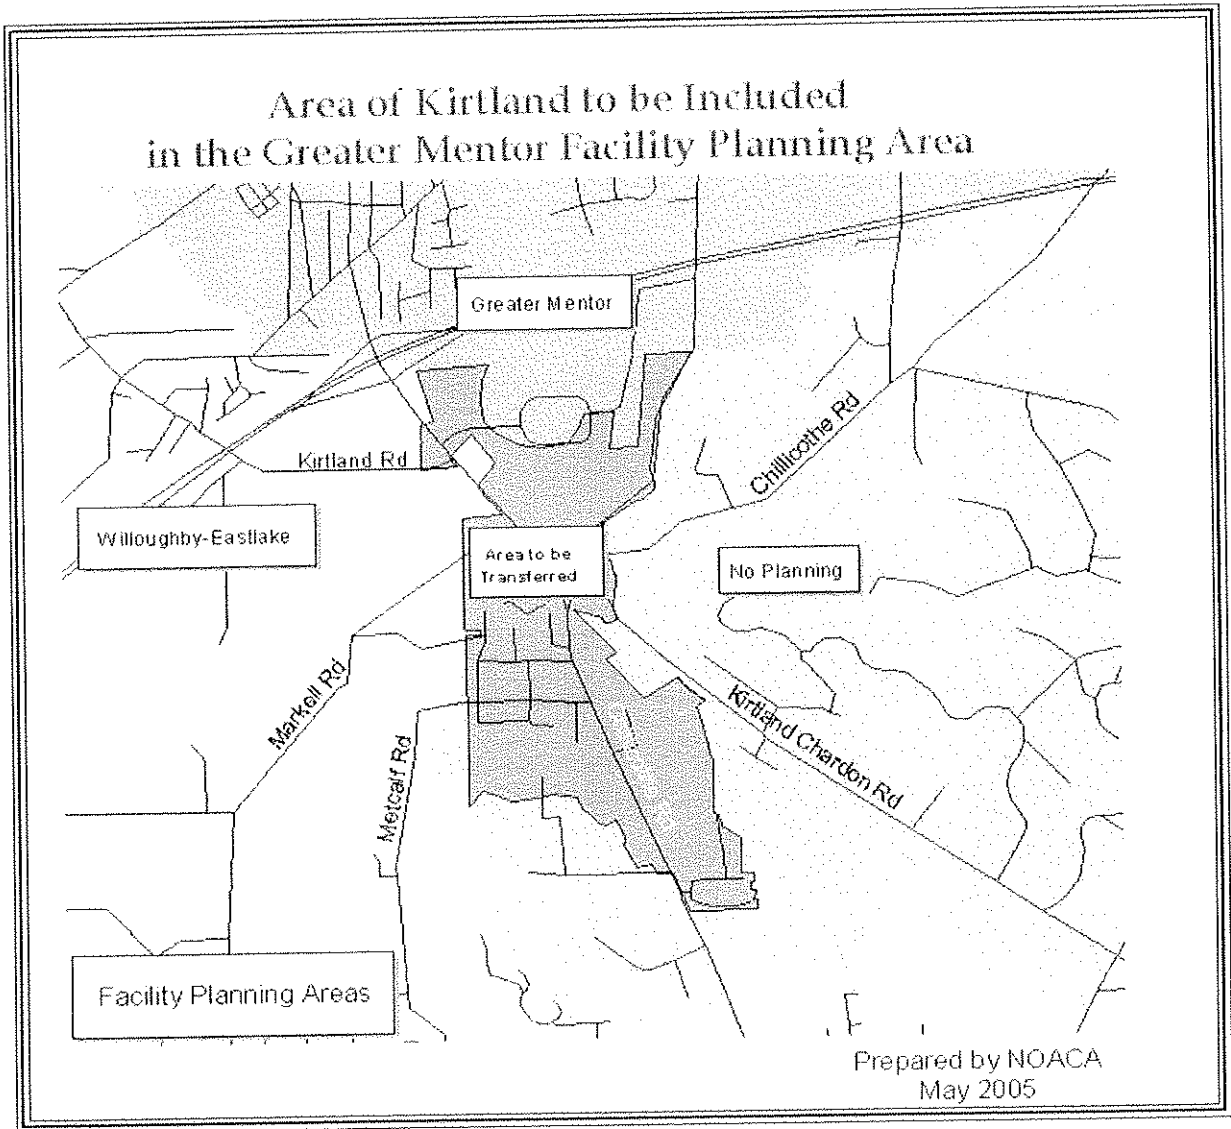 Area of Kirtland to be Included
in the Greater Mentor Facility Planning Area
Greater Mentor
Kirtland Rd
Chillicothe Rd
Willoughby-Eastlake
Area to be
Transferred
No Planning
Markell Rd
Metcalf Rd
Kirtland Chardon Rd
Facility Planning Areas
Prepared by NOACA
May 2005